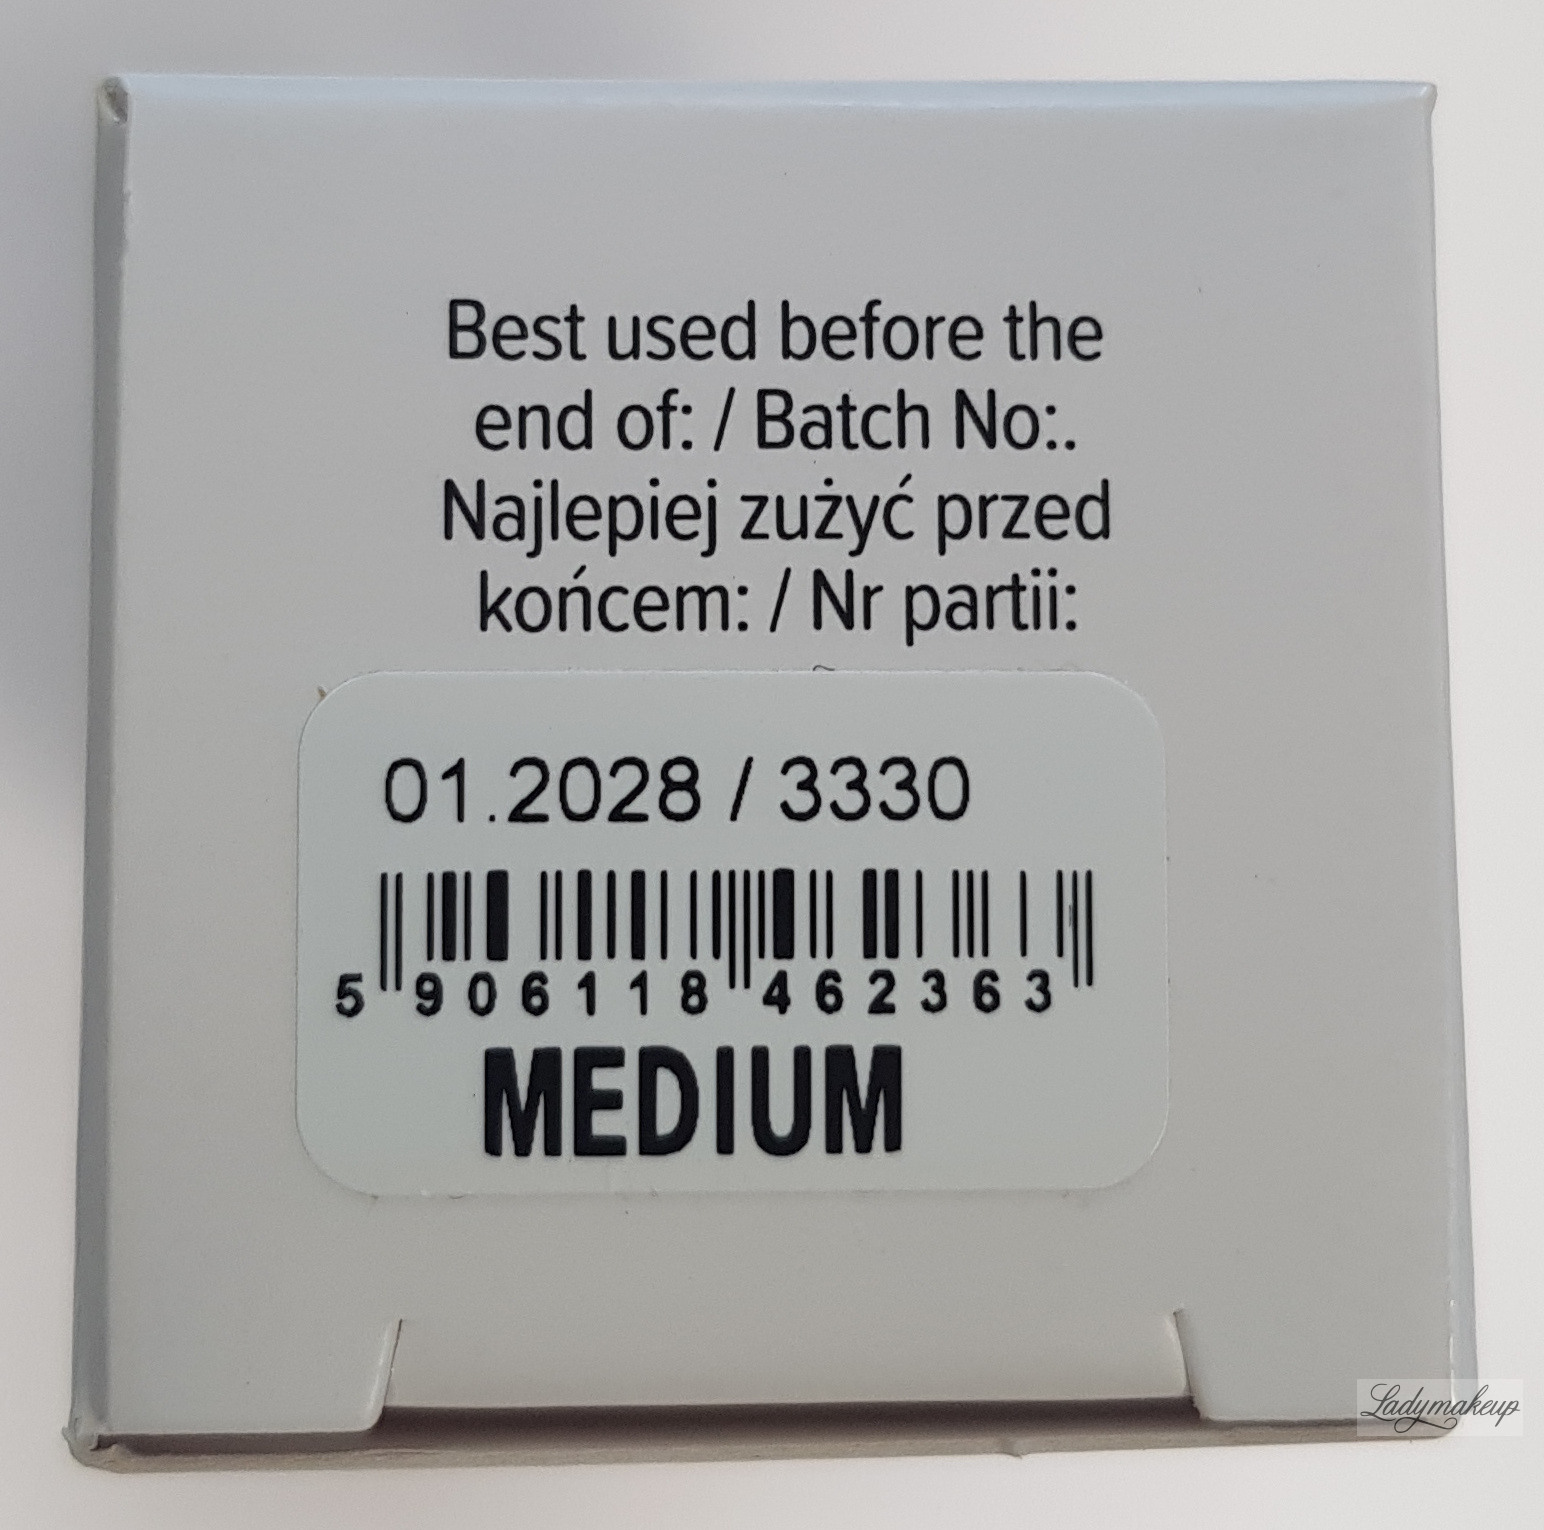 Best used before the
end of: / Batch No:.
Najlepiej zużyć przed
końcem: / Nr partii:
01.2028 / 3330
5 906118 462363
MEDIUM
Ladymakeup